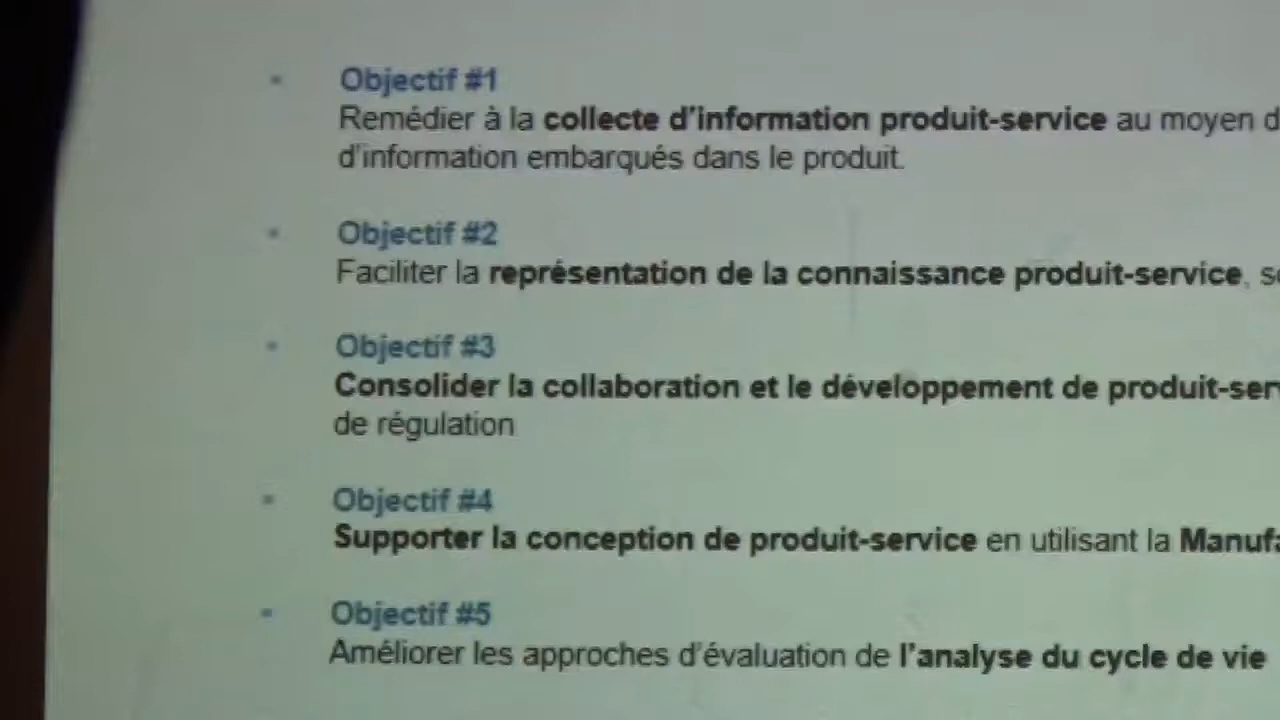 Objectif #1
Remédier à la collecte d'information produit-service au moyen
d'information embarqués dans le produit.
Objectif #2
Faciliter la représentation de la connaissance produit-service,
Objectif #3
Consolider la collaboration et le développement de
de régulation
Objectif #4
Supporter la conception de produit-service en utilisant la
Objectif #5
Améliorer les approches d'évaluation de l'analyse du cycle de vie